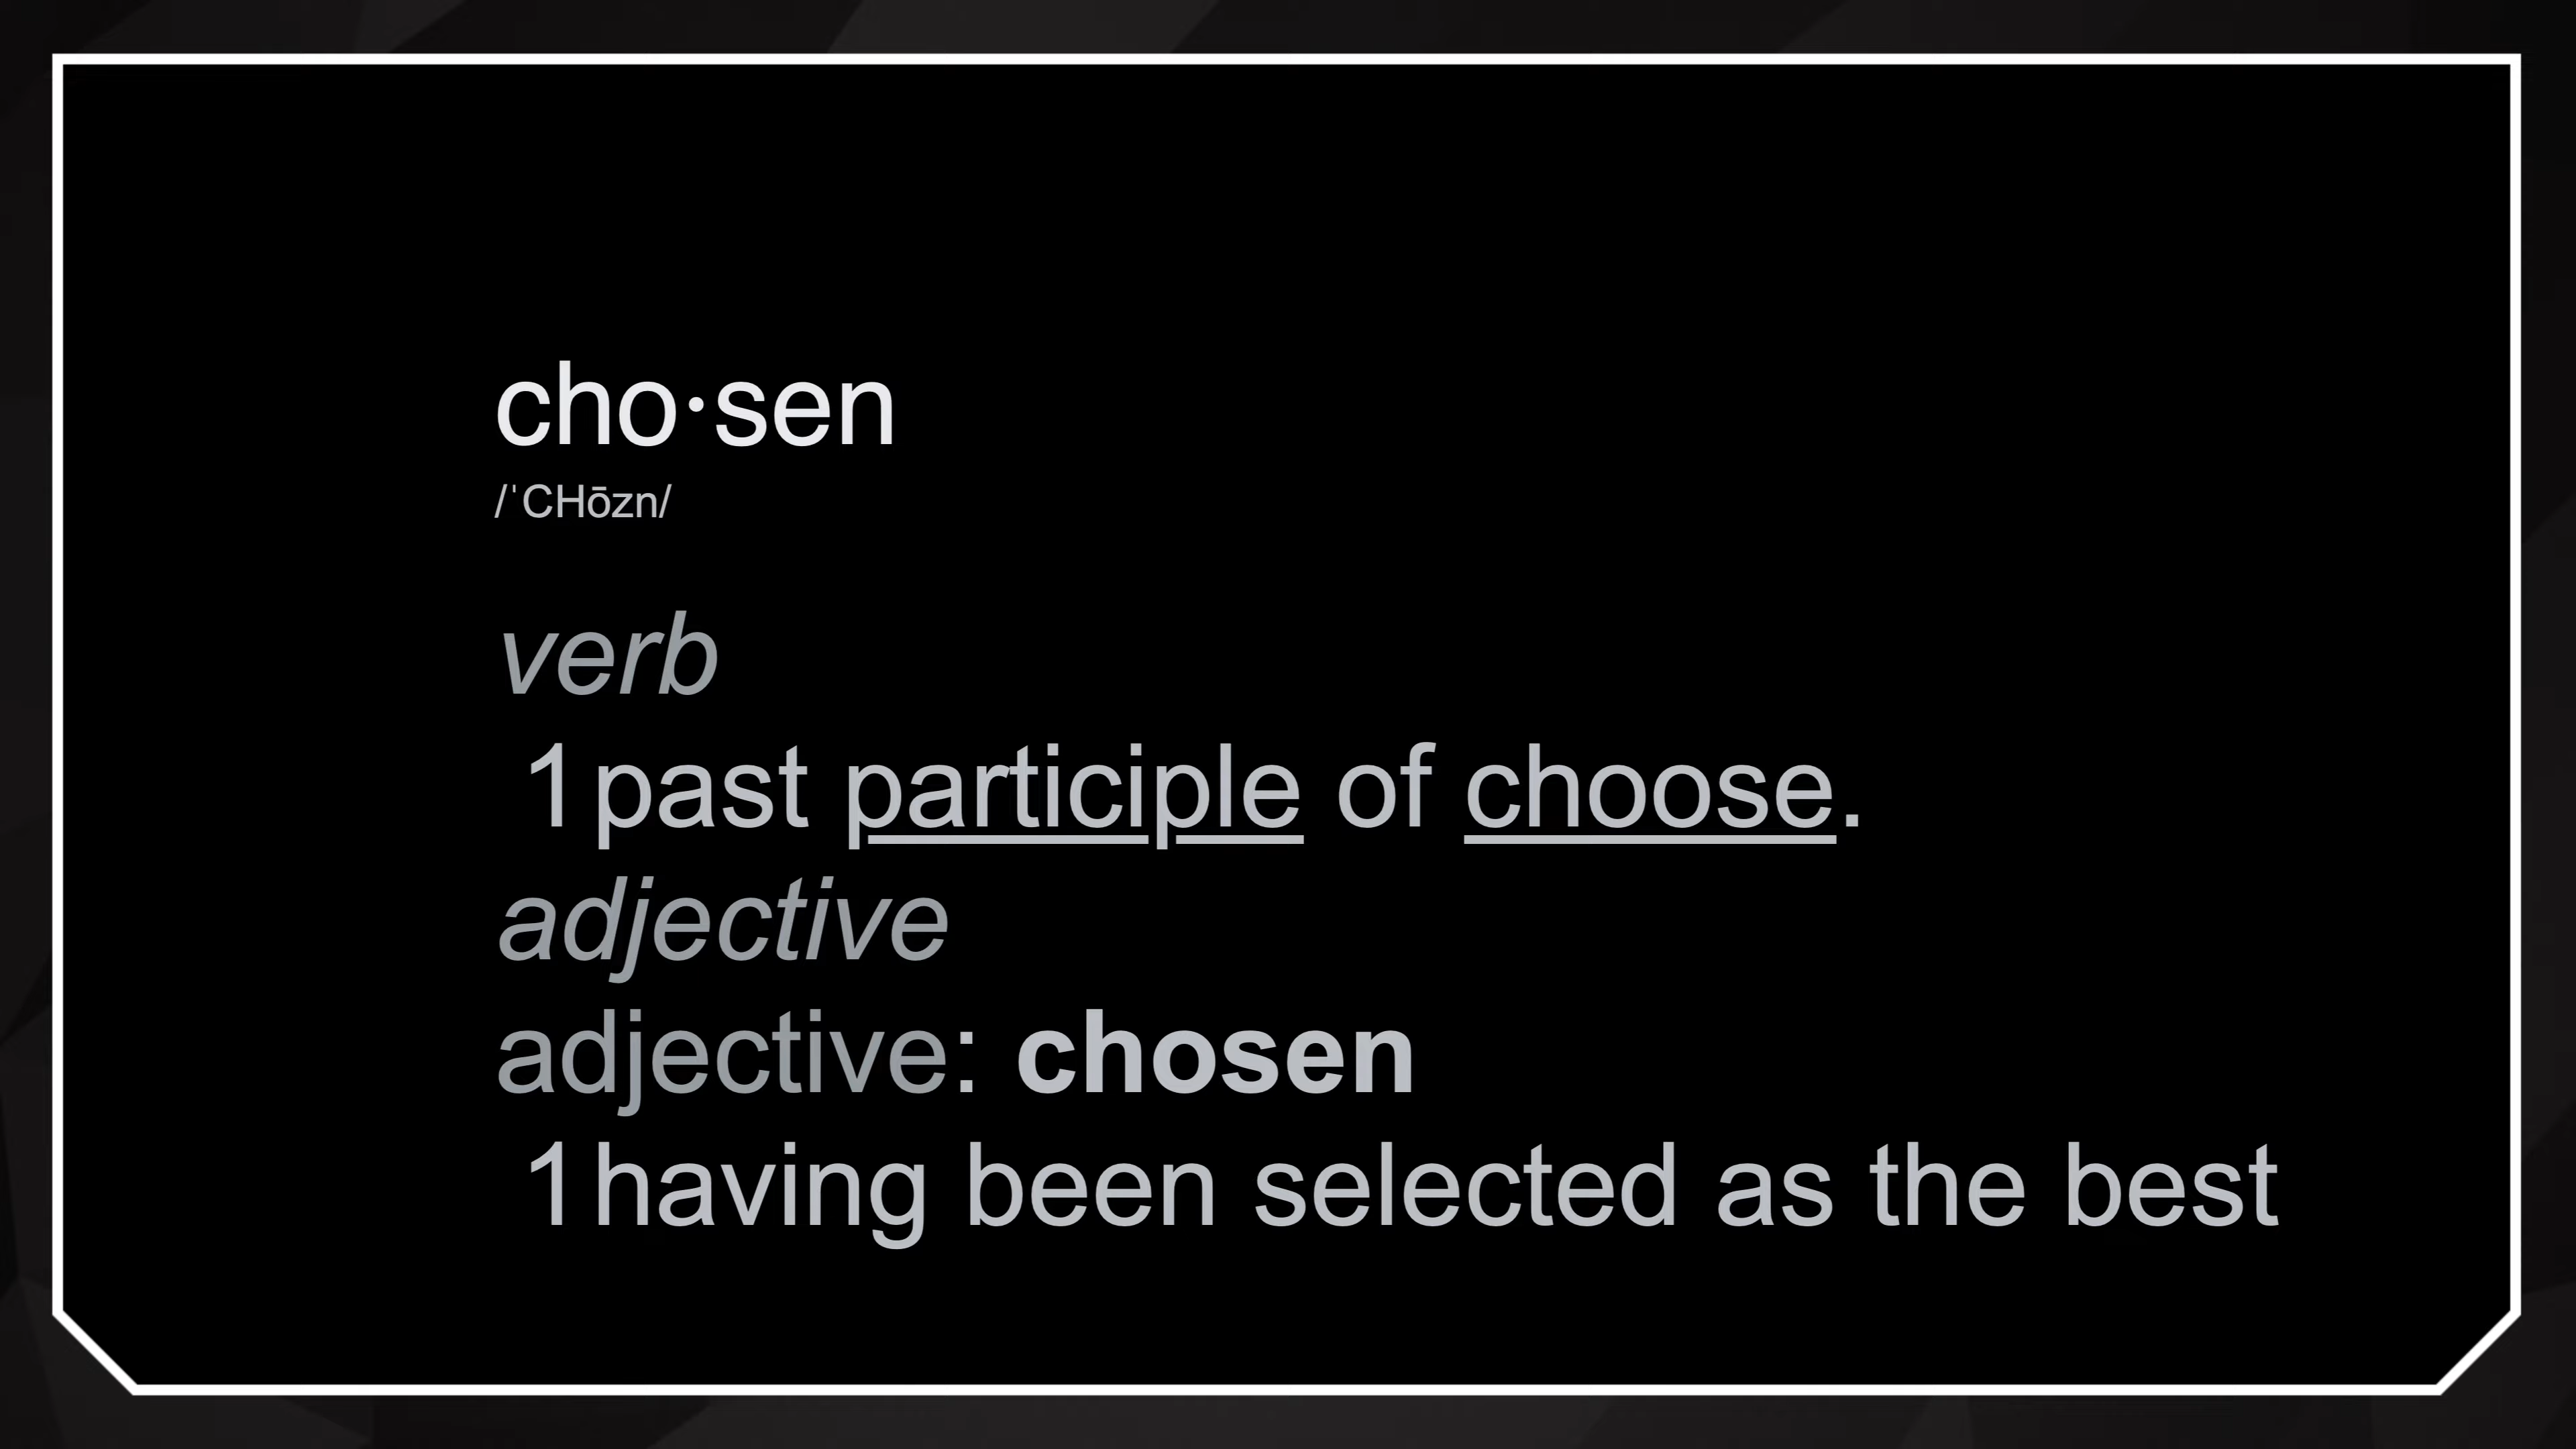 cho·sen
/ˈCHōzn/
verb
1 past participle of choose.
adjective
adjective: chosen
1 having been selected as the best